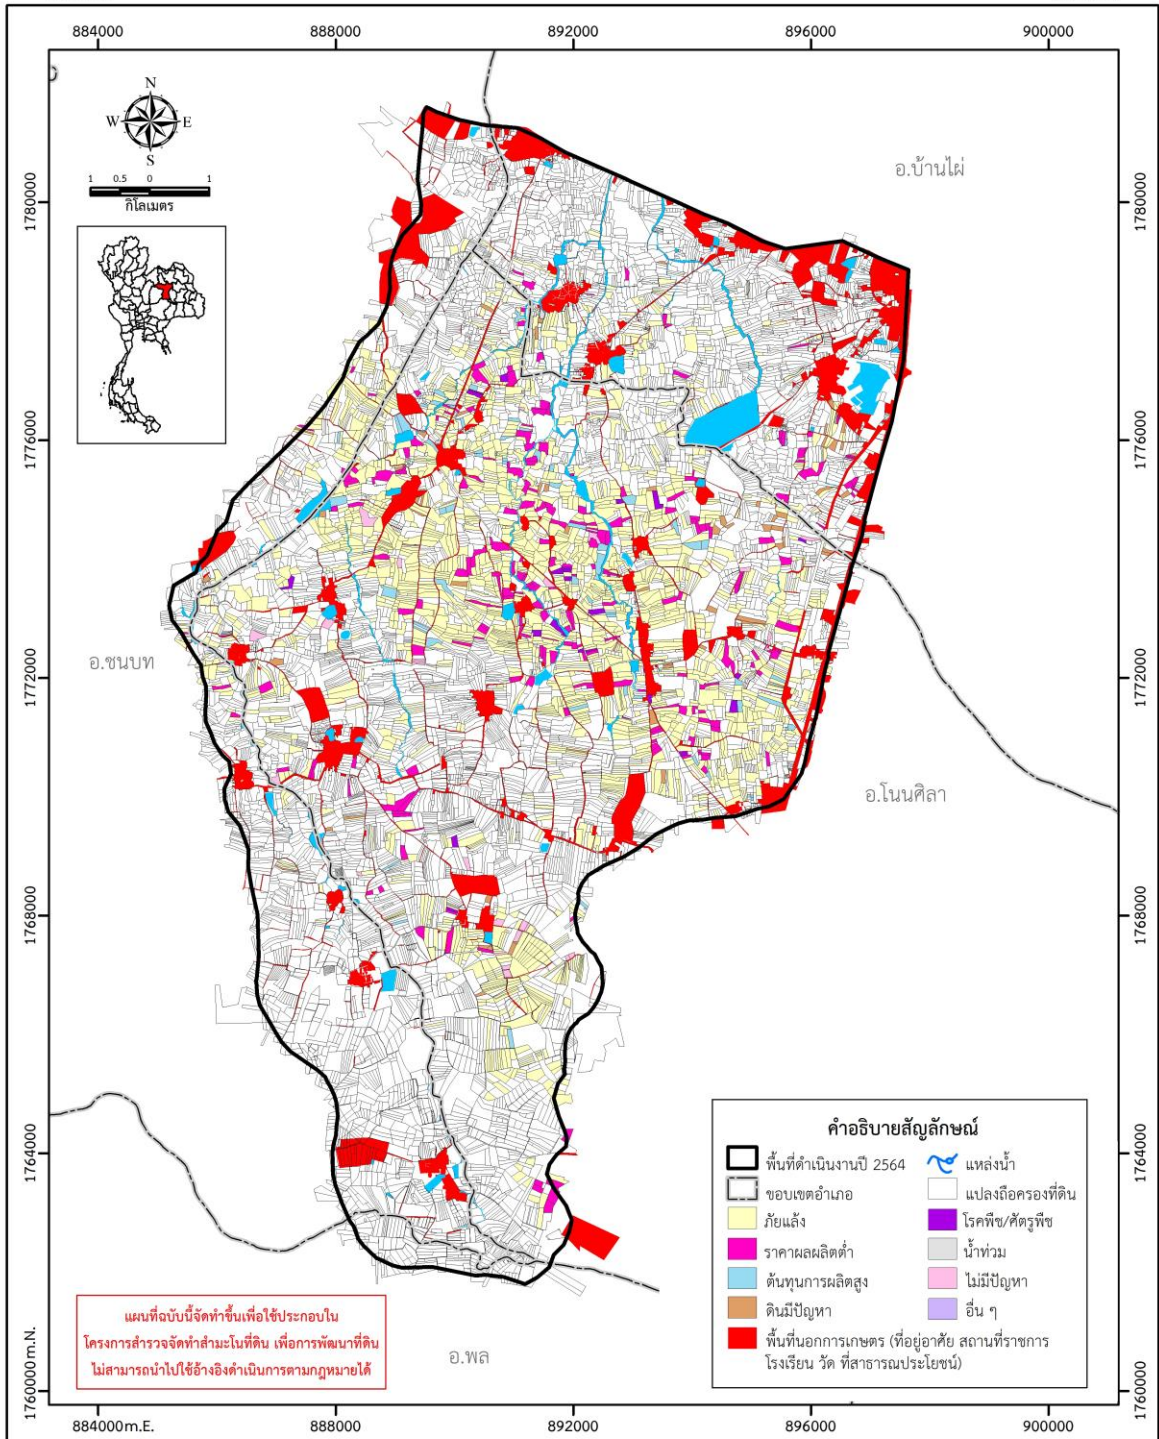 884000 888000 892000 896000 900000
N
W E
S
1 0.5 0 1
กิโลเมตร
อ.บ้านไผ่
1780000 1780000
1776000 1776000
อ.ชนบท
1772000 1772000
อ.โนนศิลา
1768000 1768000
1764000 1764000
คำอธิบายสัญลักษณ์
พื้นที่ดำเนินงานปี 2564 แหล่งน้ำ
ขอบเขตอำเภอ แปลงถือครองที่ดิน
ภัยแล้ง โรคพืช/ศัตรูพืช
ราคาผลผลิตต่ำ น้ำท่วม
ต้นทุนการผลิตสูง ไม่มีปัญหา
ดินมีปัญหา อื่น ๆ
พื้นที่นอกการเกษตร (ที่อยู่อาศัย สถานที่ราชการ
โรงเรียน วัด ที่สาธารณประโยชน์)
แผนที่ฉบับนี้จัดทำขึ้นเพื่อใช้ประกอบใน
โครงการสำรวจจัดทำสำมะโนที่ดิน เพื่อการพัฒนาที่ดิน
ไม่สามารถนำไปใช้อ้างอิงดำเนินการตามกฎหมายได้
อ.พล
1760000m.N. 1760000
884000m.E. 888000 892000 896000 900000